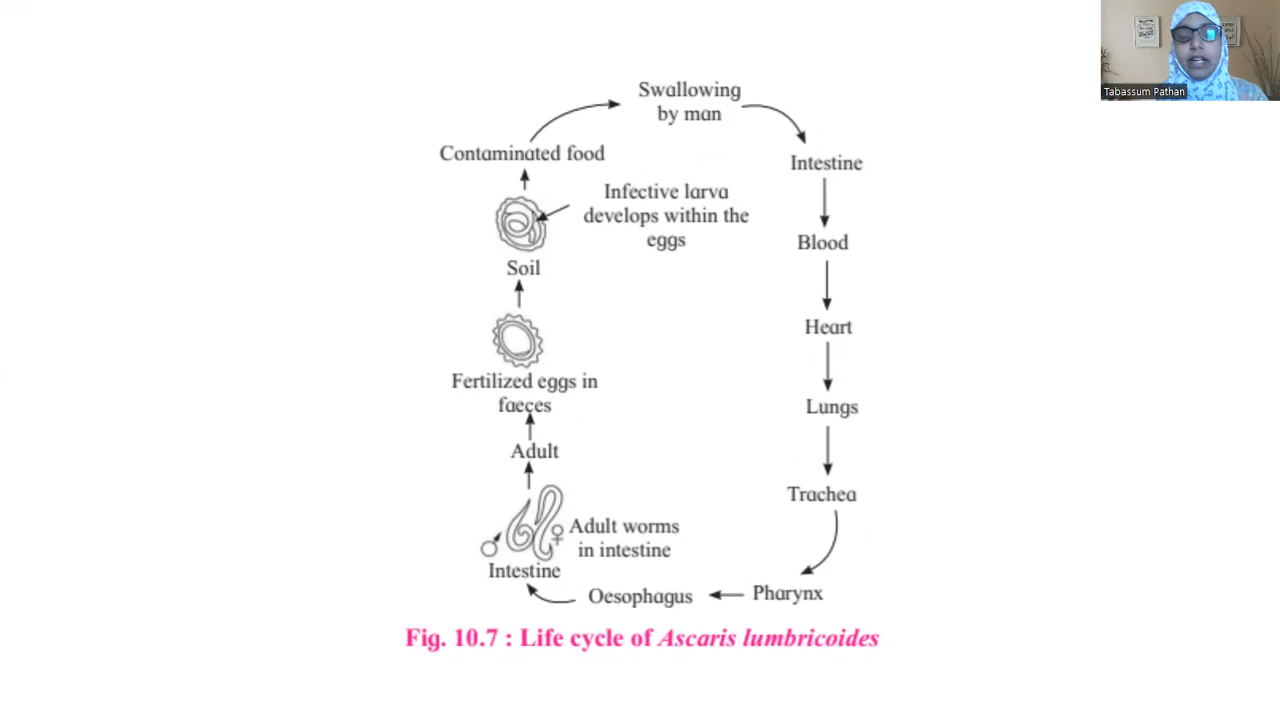 Tabassum Pathan
Swallowing
by man
Contaminated food
Intestine
Infective larva
develops within the
eggs
Blood
Soil
Heart
Fertilized eggs in
faeces
Lungs
Adult
Trachea
Adult worms
in intestine
Intestine
Oesophagus
Pharynx
Fig. 10.7 : Life cycle of Ascaris lumbricoides